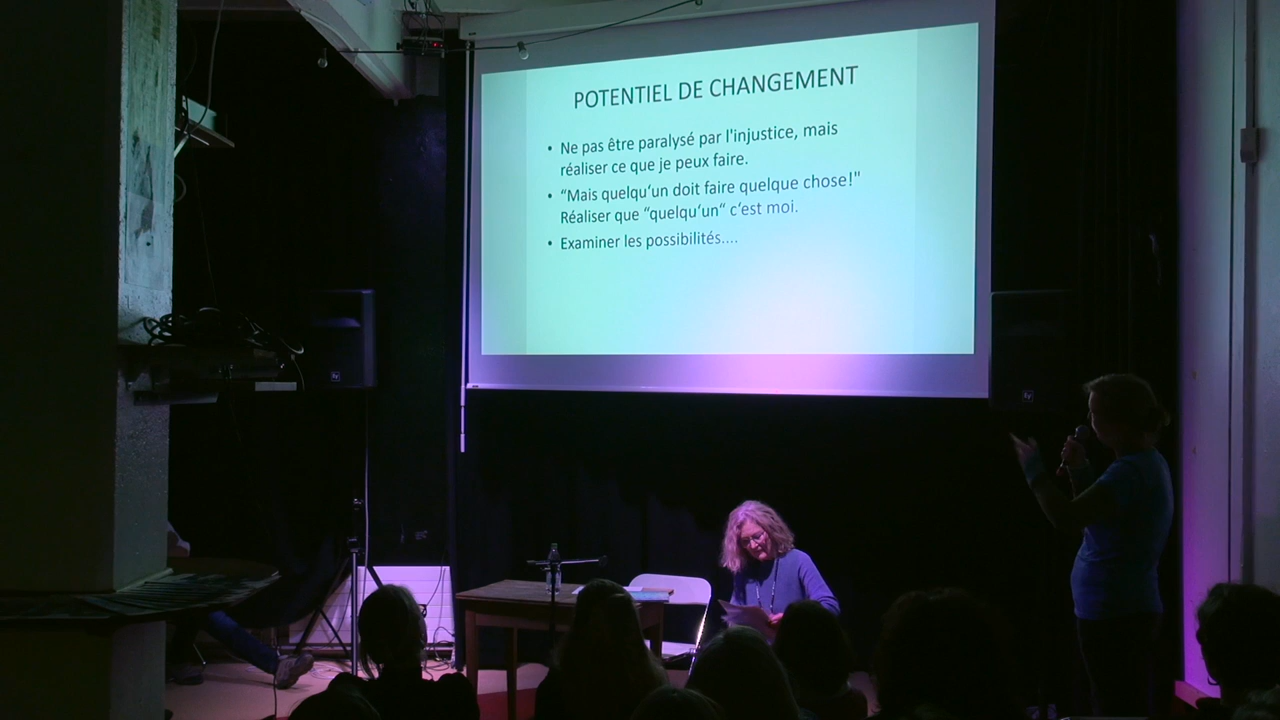 POTENTIEL DE CHANGEMENT
• Ne pas être paralysé par l'injustice, mais
réaliser ce que je peux faire.
• “Mais quelqu‘un doit faire quelque chose!"
Réaliser que “quelqu‘un“ c‘est moi.
• Examiner les possibilités....